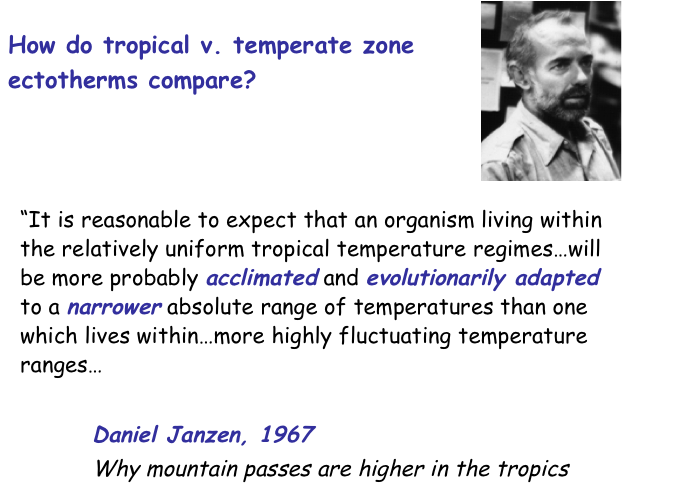 How do tropical v. temperate zone
ectotherms compare?
“It is reasonable to expect that an organism living within
the relatively uniform tropical temperature regimes…will
be more probably acclimated and evolutionarily adapted
to a narrower absolute range of temperatures than one
which lives within…more highly fluctuating temperature
ranges…
Daniel Janzen, 1967
Why mountain passes are higher in the tropics